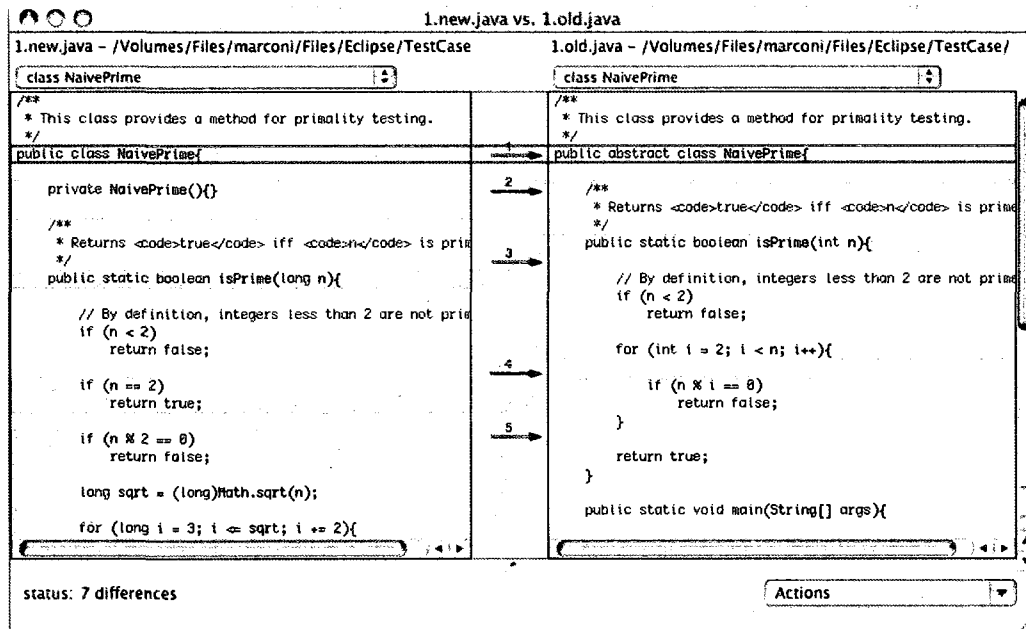 1.new.java vs. 1.old.java
1.new.java – /Volumes/Files/marconi/Files/Eclipse/TestCase
class NaivePrime
/**
* This class provides a method for primality testing.
*/
public class NaivePrime{
private NaivePrime(){}
/**
* Returns <code>true</code> iff <code>n</code> is prim
*/
public static boolean isPrime(long n){
// By definition, integers less than 2 are not prim
if (n < 2)
return false;
if (n == 2)
return true;
if (n % 2 == 0)
return false;
long sqrt = (long)Math.sqrt(n);
for (long i = 3; i <= sqrt; i += 2){
1
2
3
4
5
1.old.java – /Volumes/Files/marconi/Files/Eclipse/TestCase/
class NaivePrime
/**
* This class provides a method for primality testing.
*/
public abstract class NaivePrime{
/**
* Returns <code>true</code> iff <code>n</code> is prime
*/
public static boolean isPrime(int n){
// By definition, integers less than 2 are not prime
if (n < 2)
return false;
for (int i = 2; i < n; i++){
if (n % i == 0)
return false;
}
return true;
}
public static void main(String[] args){
status: 7 differences
Actions